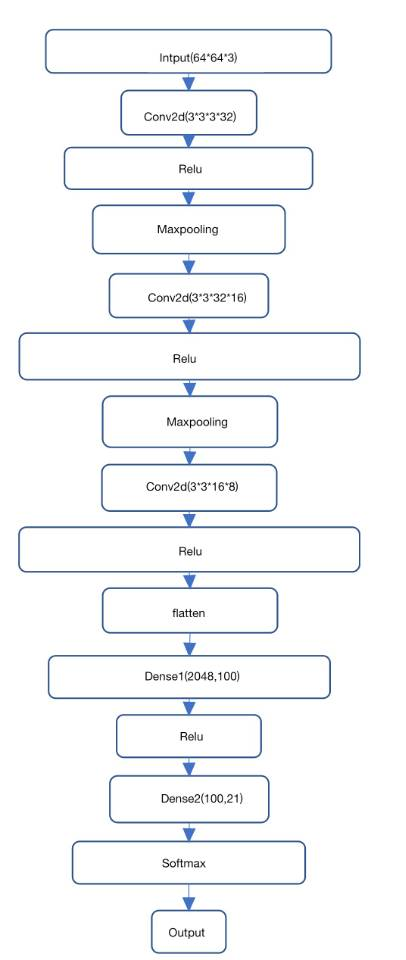 Intput(64*64*3)
Conv2d(3*3*3*32)
Relu
Maxpooling
Conv2d(3*3*32*16)
Relu
Maxpooling
Conv2d(3*3*16*8)
Relu
flatten
Dense1(2048,100)
Relu
Dense2(100,21)
Softmax
Output